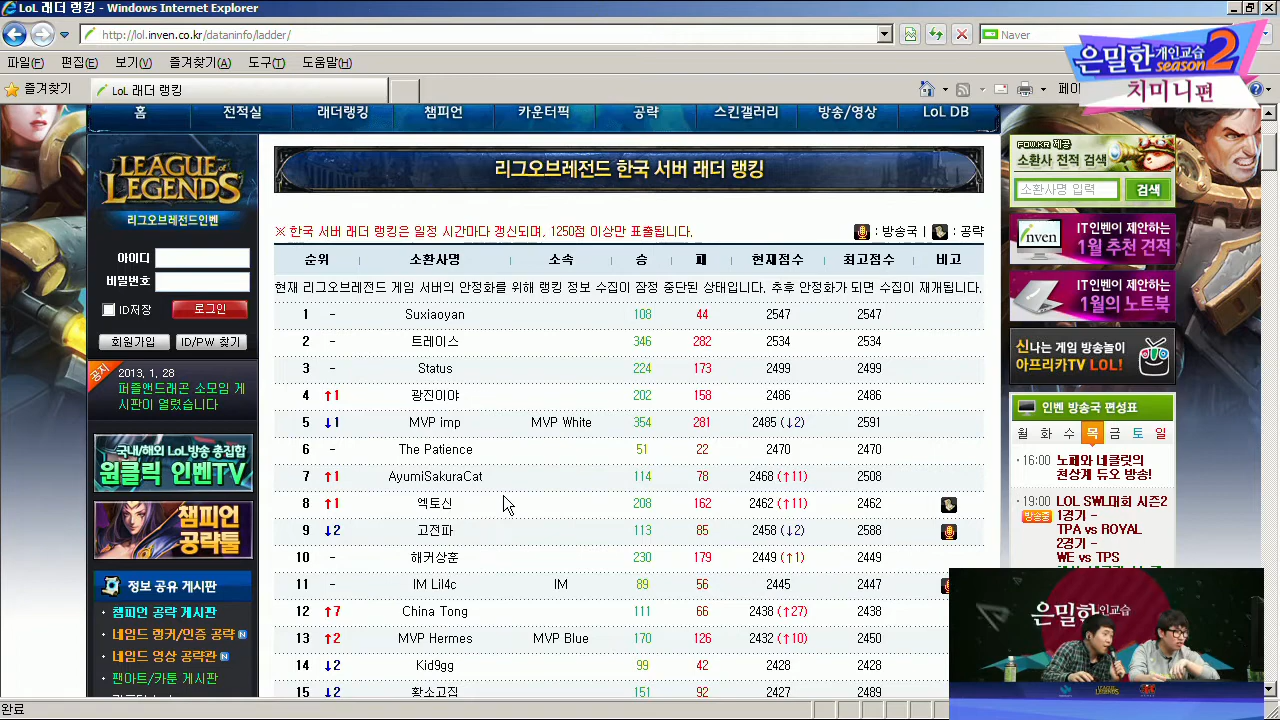 LoL 래더 랭킹 - Windows Internet Explorer
http://lol.inven.co.kr/dataninfo/ladder/
Naver
파일(F) 편집(E) 보기(V) 즐겨찾기(A) 도구(T) 도움말(H)
즐겨찾기
LoL 래더 랭킹
페이
은밀한 개인교습 season 2
치미니편
홈 전적실 래더랭킹 챔피언 카운터픽 공략 스킨갤러리 방송/영상 LoL DB
LEAGUE of LEGENDS
리그오브레전드인벤
아이디
비밀번호
ID저장 로그인
회원가입 ID/PW 찾기
공지
2013, 1, 28
퍼즐앤드래곤 소모임 게
시판이 열렸습니다
국내/해외 LoL방송 총집합
원클릭 인벤TV
챔피언
공략툴
정보 공유 게시판
챔피언 공략 게시판
네임드 랭커/인증 공략 N
네임드 영상 공략관 N
팬아트/카툰 게시판
리그오브레전드 한국 서버 래더 랭킹
※ 한국 서버 래더 랭킹은 일정 시간마다 갱신되며, 1250점 이상만 표출됩니다.
: 방송국 | : 공략
순위 소환사명 소속 승 패 현재점수 최고점수 비고
현재 리그오브레전드 게임 서버의 안정화를 위해 랭킹 정보 수집이 잠정 중단된 상태입니다. 추후 안정화가 되면 수집이 재개됩니다.
1 - hanlasan 108 44 2547 2547
2 - 트레이스 346 282 2534 2534
3 - Status 224 173 2499 2499
4 ↑1 광진이야 202 158 2486 2486
5 ↓1 MVP imp MVP White 354 281 2485 (↓2) 2591
6 - The Patience 51 22 2470 2470
7 ↑1 AyumiSakuraCat 114 78 2468 (↑11) 2508
8 ↑1 엑토신 208 162 2462 (↑11) 2462
9 ↓2 고전파 113 85 2458 (↓2) 2588
10 - 해커상훈 230 179 2449 (↑1) 2449
11 - IM Lil4c IM 89 56 2445 2447
12 ↑7 China Tong 111 66 2438 (↑27) 2438
13 ↑2 MVP Hermes MVP Blue 170 126 2432 (↑10) 2450
14 ↓2 Kid9gg 99 42 2428 2428
15 ↓2 151 92 2427
FOW.KR 제공
소환사 전적 검색
소환사명 입력 검색
inven
IT인벤이 제안하는
1월 추천 견적
IT인벤이 제안하는
1월의 노트북
신나는 게임 방송놀이
아프리카TV LOL!
인벤 방송국 편성표
월 화 수 목 금 토 일
16:00 노페와 네클릿의
천상계 듀오 방송!
19:00 LOL SWL대회 시즌2
방송중 1경기 -
TPA vs ROYAL
2경기 -
WE vs TPS
은밀한 개인교습
LEGENDS
완료